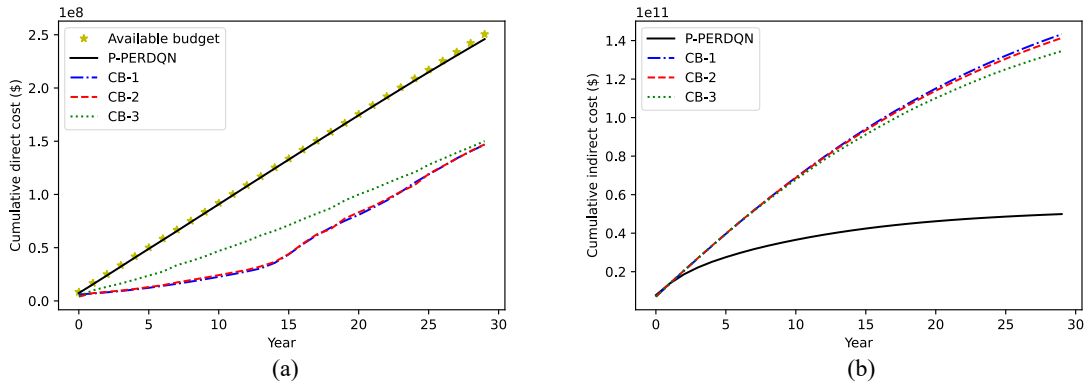 1e8
Cumulative direct cost ($)
2.5
2.0
1.5
1.0
0.5
0.0
Available budget
P-PERDQN
CB-1
CB-2
CB-3
0 5 10 15 20 25 30
Year
(a)
1e11
Cumulative indirect cost ($)
1.4
1.2
1.0
0.8
0.6
0.4
0.2
P-PERDQN
CB-1
CB-2
CB-3
0 5 10 15 20 25 30
Year
(b)